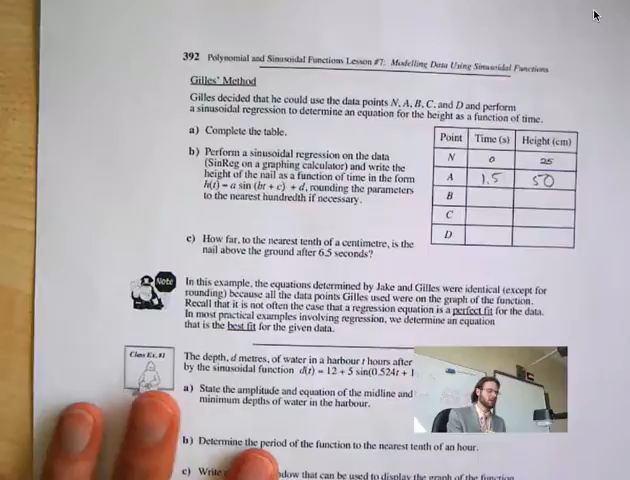 392 Polynomial and Sinusoidal Functions Lesson #7: Modelling Data Using Sinusoidal Functions
Gilles' Method
Gilles decided that he could use the data points N, A, B, C, and D and perform
a sinusoidal regression to determine an equation for the height as a function of time.
a) Complete the table.
b) Perform a sinusoidal regression on the data
(SinReg on a graphing calculator) and write the
height of the nail as a function of time in the form
h(t) = a sin (bt + c) + d, rounding the parameters
to the nearest hundredth if necessary.
c) How far, to the nearest tenth of a centimetre, is the
nail above the ground after 6.5 seconds?
Point Time (s) Height (cm)
N 0 25
A 1.5 50
B
C
D
Note
In this example, the equations determined by Jake and Gilles were identical (except for
rounding) because all the data points Gilles used were on the graph of the function.
Recall that it is not often the case that a regression equation is a perfect fit for the data.
In most practical examples involving regression, we determine an equation
that is the best fit for the given data.
Class Ex. #1
The depth, d metres, of water in a harbour t hours after
by the sinusoidal function d(t) = 12 + 5 sin(0.524t + 1
a) State the amplitude and equation of the midline and
minimum depths of water in the harbour.
b) Determine the period of the function to the nearest tenth of an hour.
c) Write that can be used to display the graph of the function